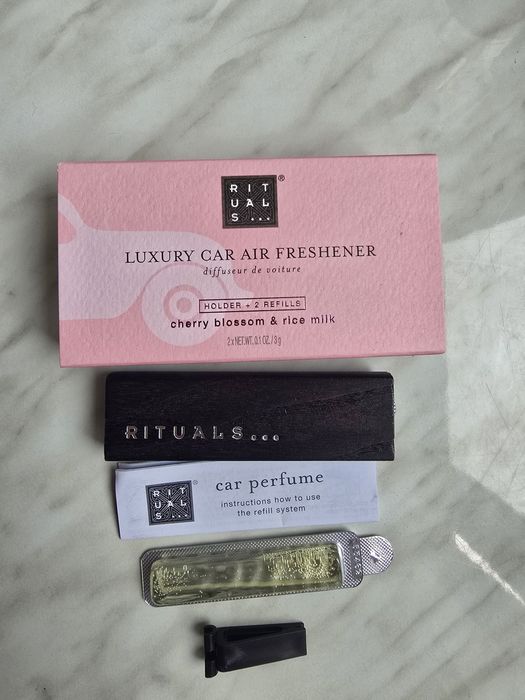 RIT
UAL
S...®
LUXURY CAR AIR FRESHENER
diffuseur de voiture
HOLDER + 2 REFILLS
cherry blossom & rice milk
2 x NET.WT. 0.1 OZ. / 3 g
RITUALS...
RIT
UAL
S...®
car perfume
instructions how to use
the refill system